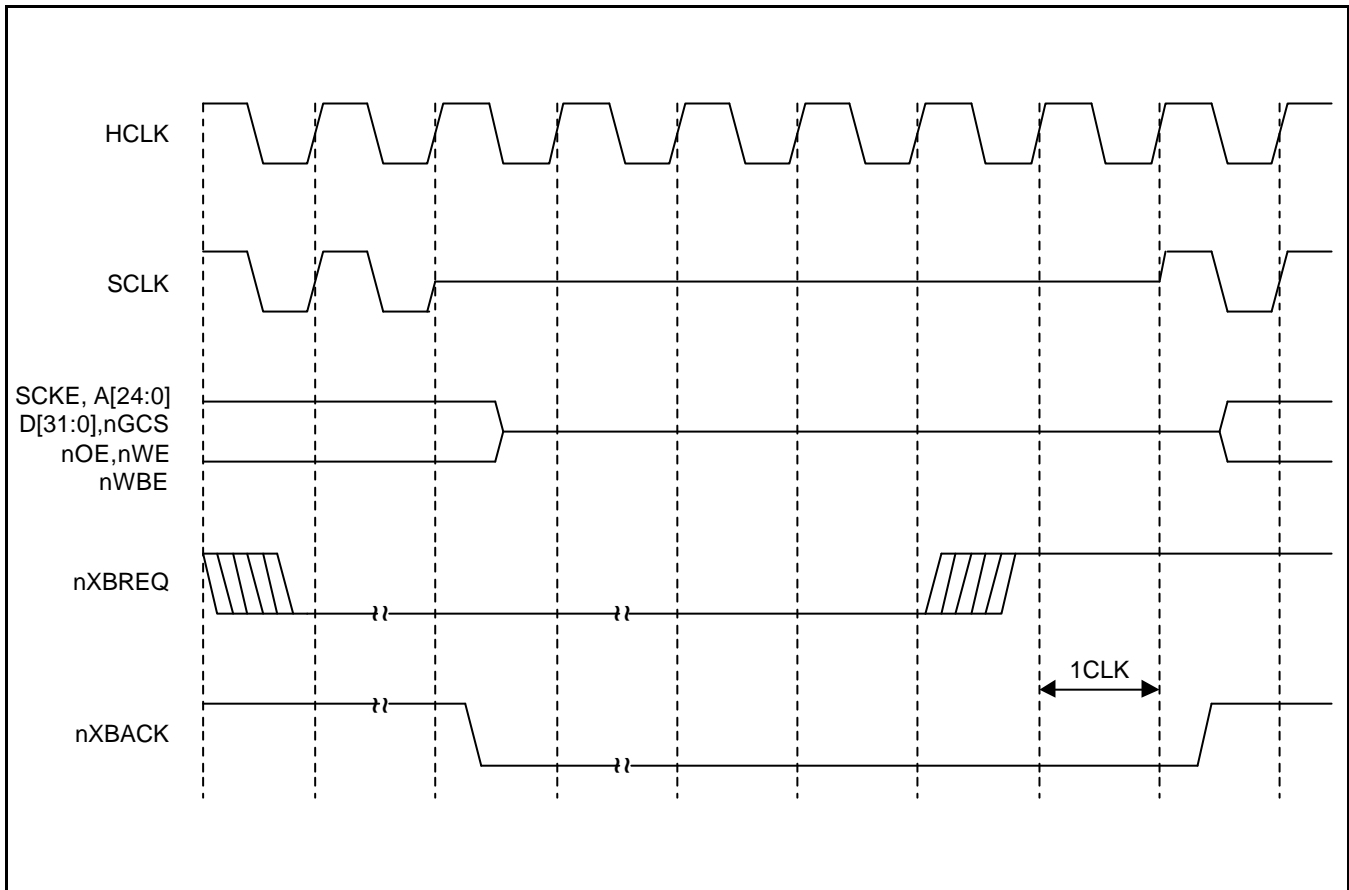 HCLK
SCLK
SCKE, A[24:0]
D[31:0],nGCS
nOE,nWE
nWBE
nXBREQ
1CLK
nXBACK